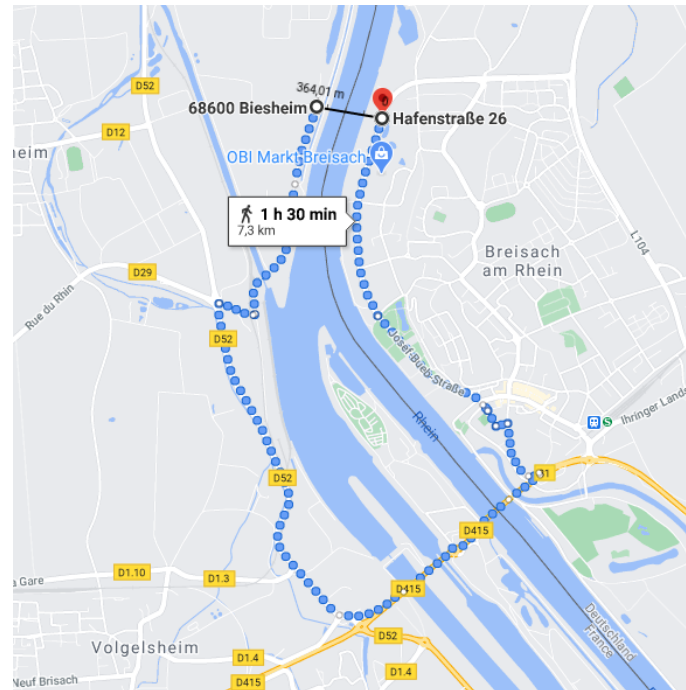 D52
364,01 m
68600 Biesheim
Hafenstraße 26
D12
heim
OBI Markt Breisach
L104
1 h 30 min
7,3 km
Breisach
am Rhein
D29
Rue du Rhin
D52
Josef-Bueb-Straße
Rhein
Ihringer Lands
S
31
D52
D415
D1.10
D1.3
a Gare
D415
Deutschland
France
D52
Volgelsheim
D1.4
D1.4
Neuf Brisach
D415